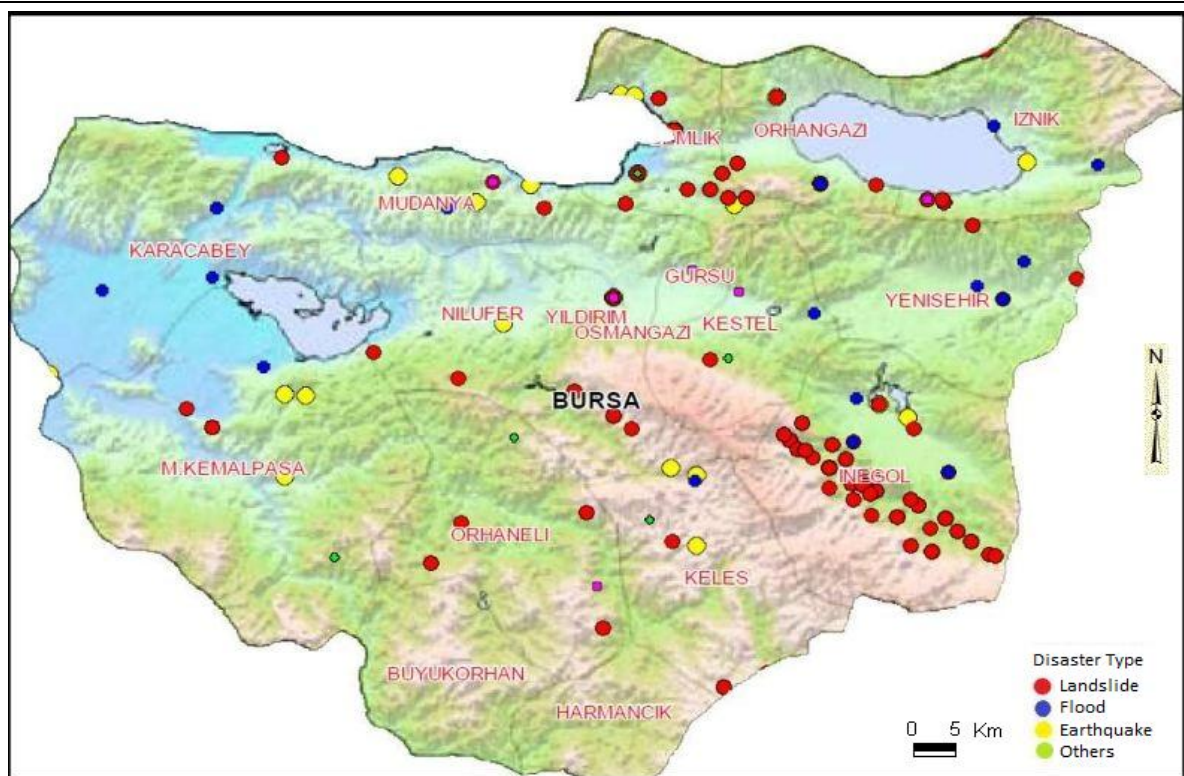 IZNIK
ORHANGAZI
MLIK
MUDANYA
KARACABEY
GURSU
YENISEHIR
NILUFER
YILDIRIM
OSMANGAZI
KESTEL
BURSA
N
M.KEMALPASA
INEGOL
ORHANELI
KELES
BUYUKORHAN
HARMANCIK
Disaster Type
Landslide
Flood
Earthquake
Others
0 5 Km